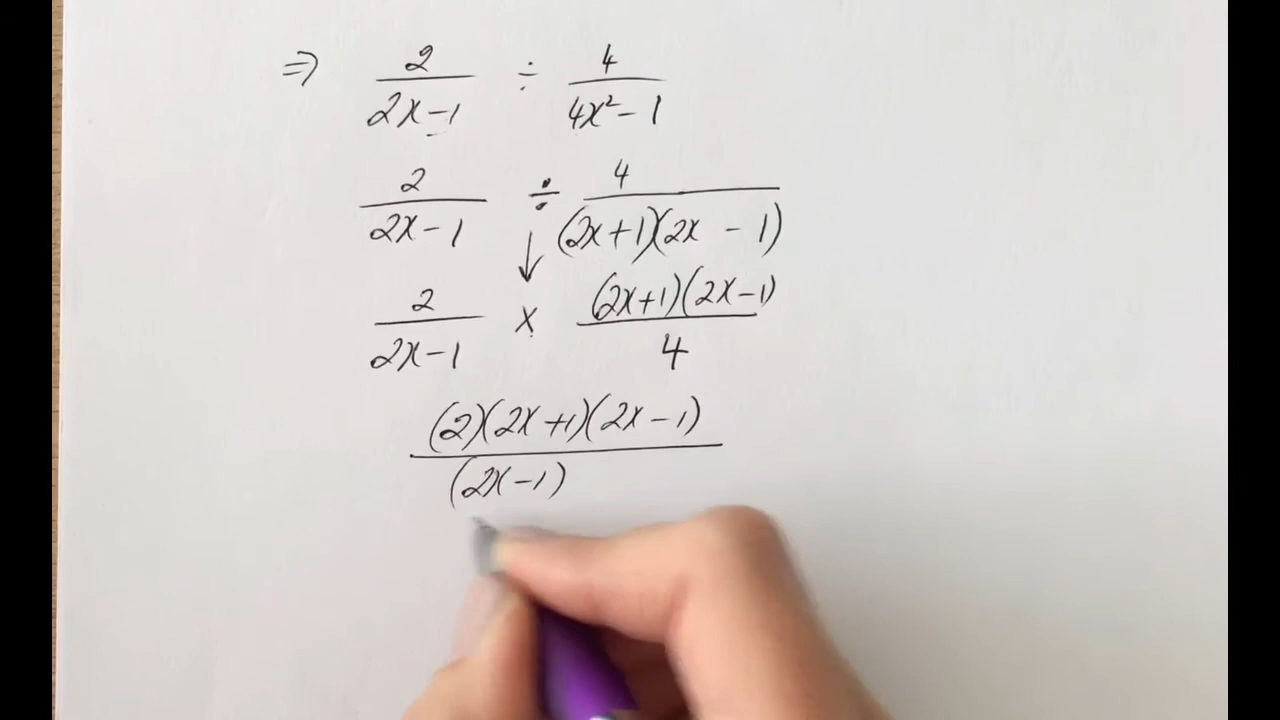 ⇒ 2/(2x-1) ÷ 4/(4x²-1)
2/(2x-1) ÷ 4/((2x+1)(2x-1))
↓
2/(2x-1) × ((2x+1)(2x-1))/4
((2)(2x+1)(2x-1))/(2x-1)